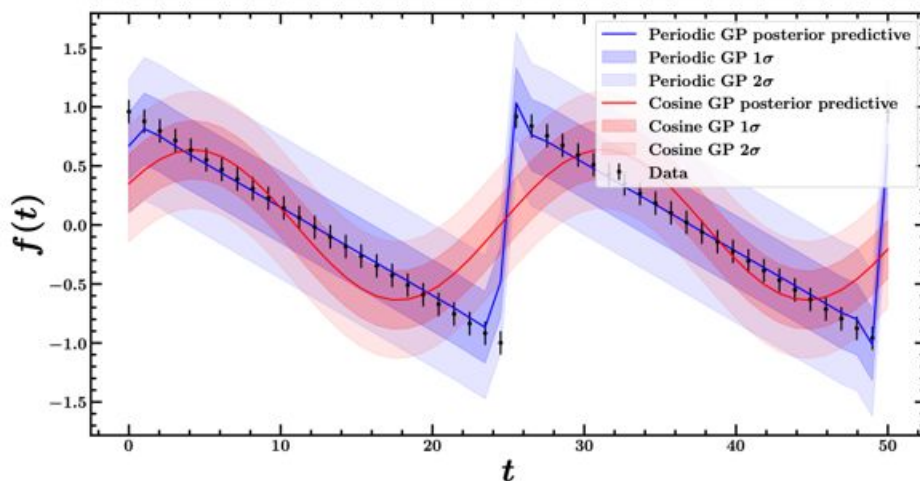 1.5
1.0
0.5
0.0
−0.5
−1.0
−1.5
f(t)
Periodic GP posterior predictive
Periodic GP 1σ
Periodic GP 2σ
Cosine GP posterior predictive
Cosine GP 1σ
Cosine GP 2σ
Data
0 10 20 30 40 50
t